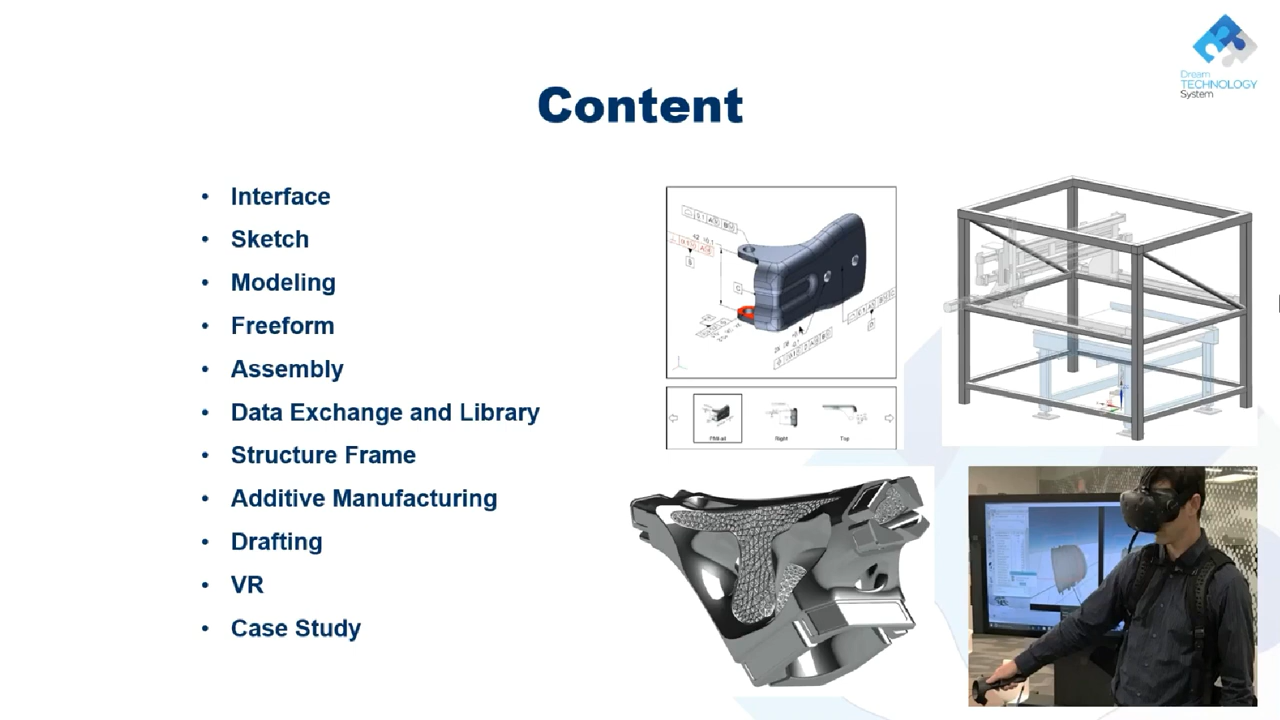 Dream
TECHNOLOGY
System
Content
• Interface
• Sketch
• Modeling
• Freeform
• Assembly
• Data Exchange and Library
• Structure Frame
• Additive Manufacturing
• Drafting
• VR
• Case Study
Right
Top